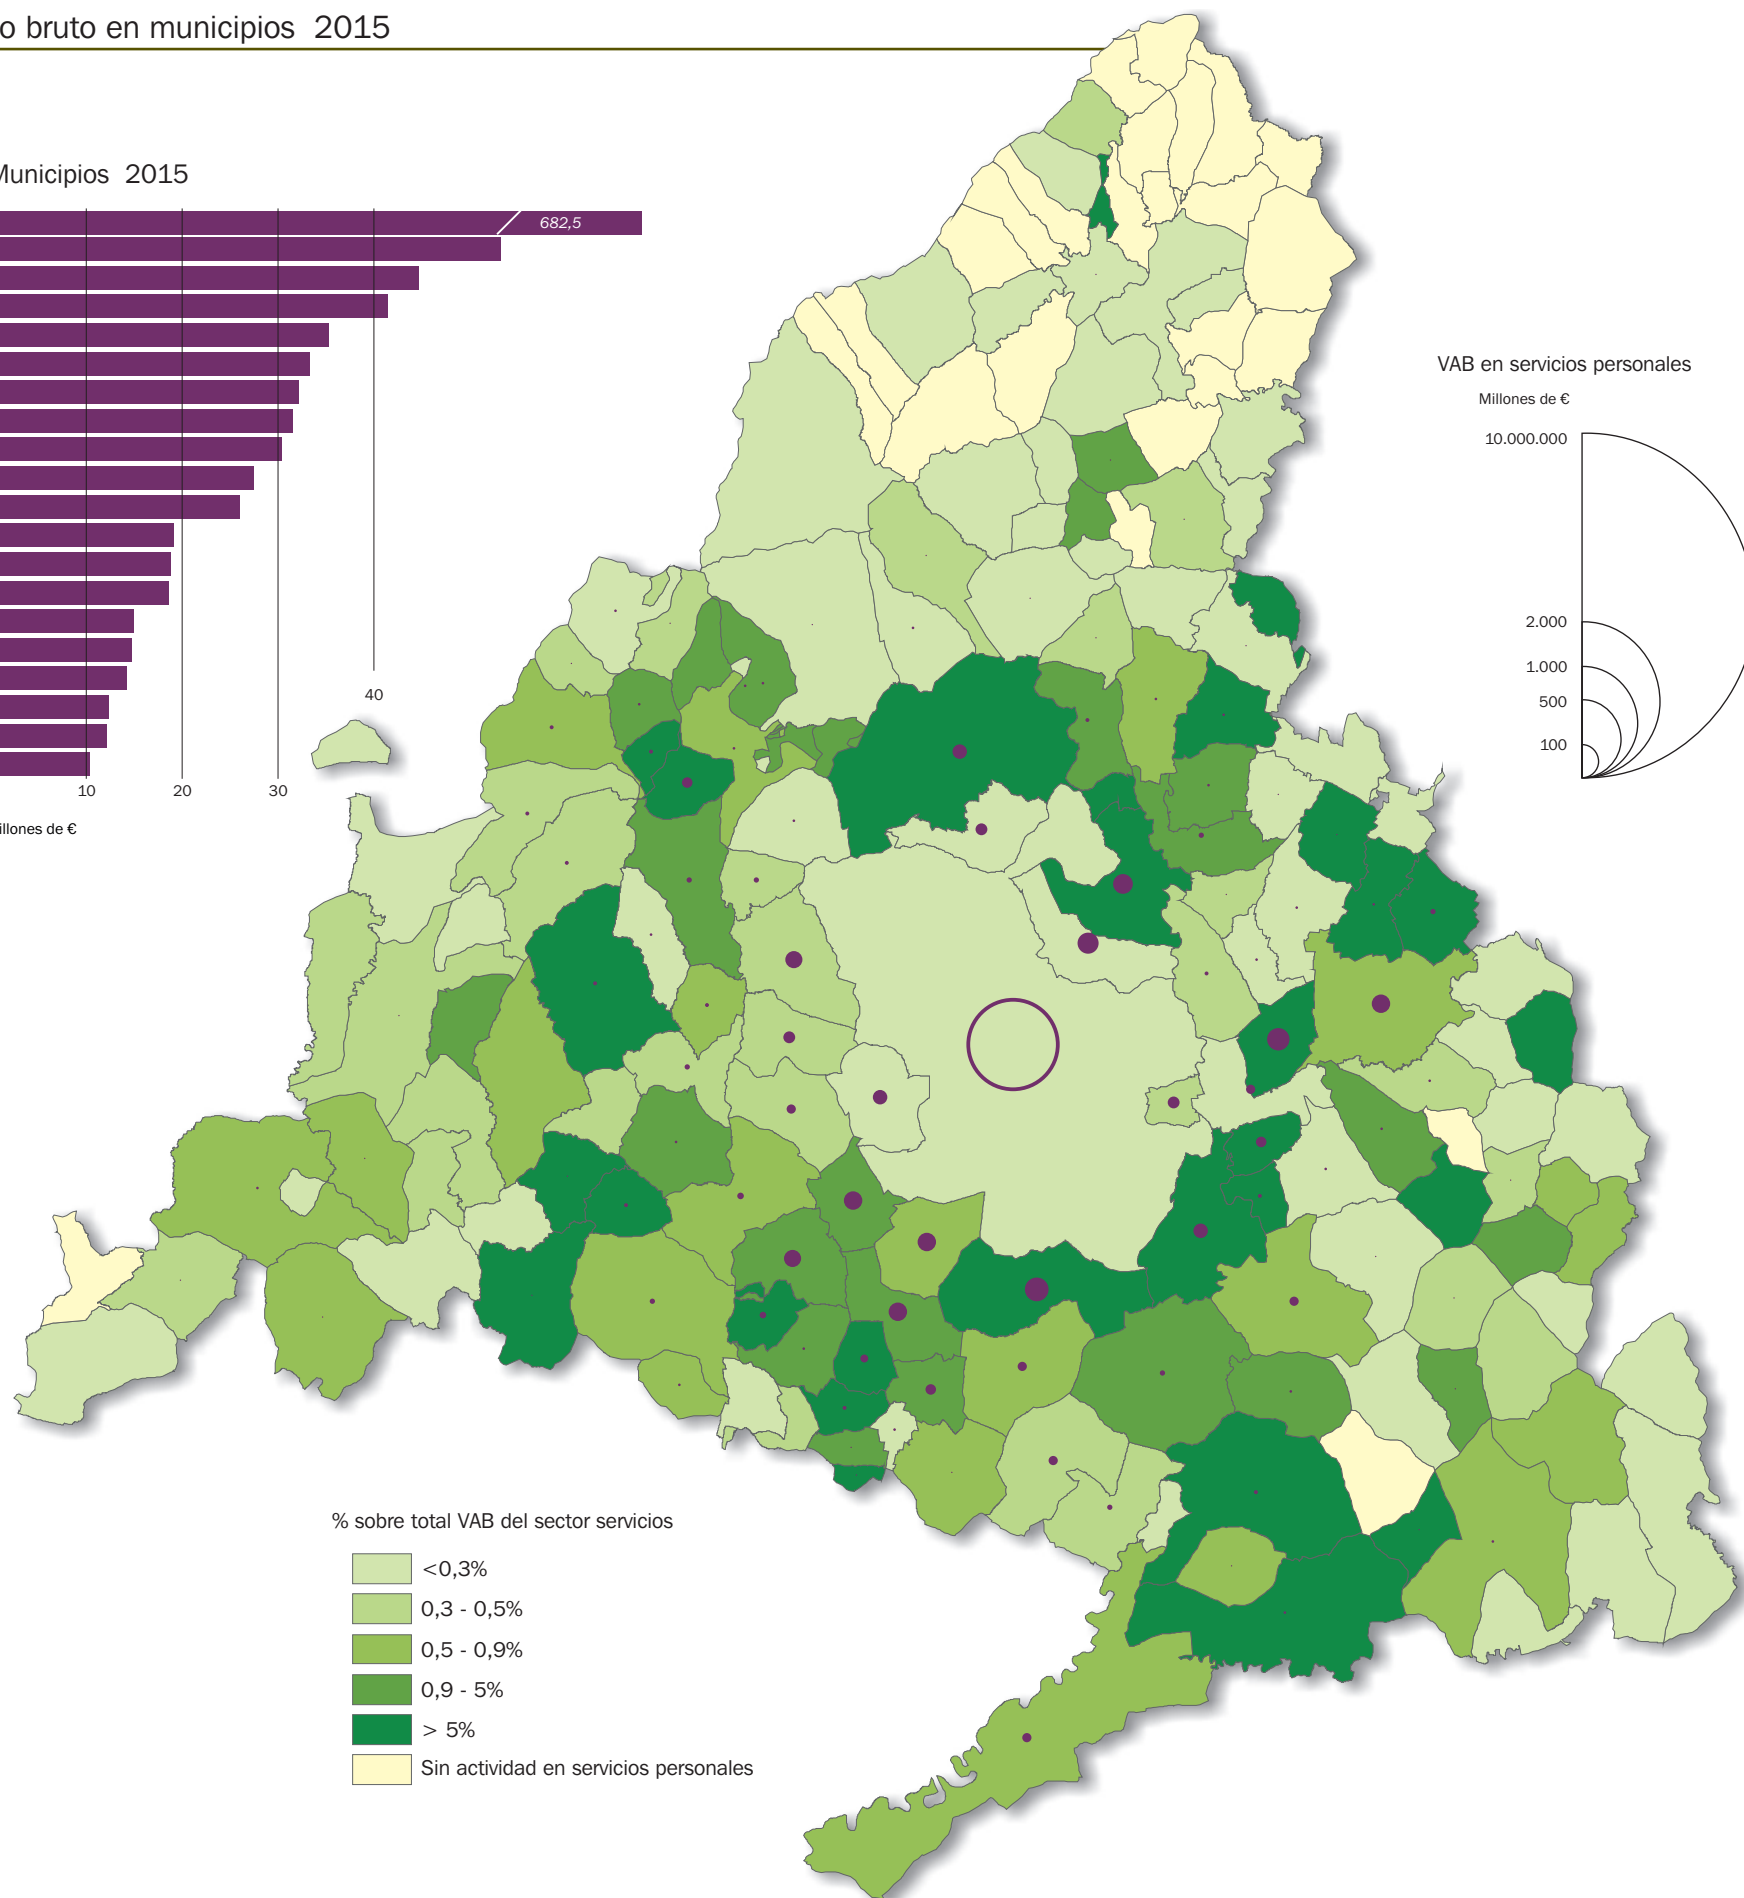 o bruto en municipios 2015
Municipios 2015
682,5
40
10 20 30
illones de €
VAB en servicios personales
Millones de €
10.000.000
2.000
1.000
500
100
% sobre total VAB del sector servicios
<0,3%
0,3 - 0,5%
0,5 - 0,9%
0,9 - 5%
> 5%
Sin actividad en servicios personales